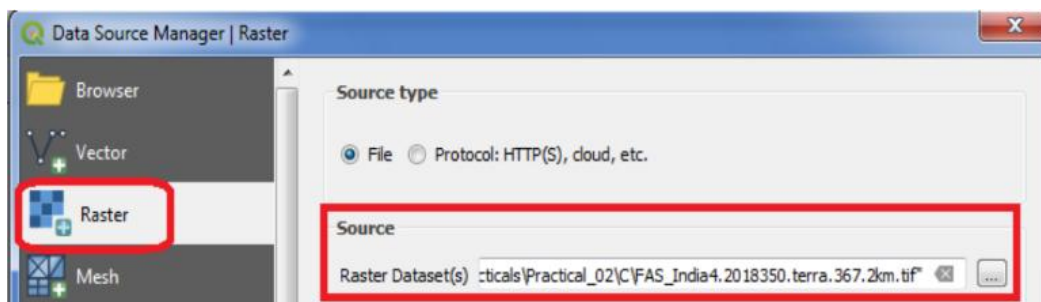 Data Source Manager | Raster
Browser
Vector
Raster
Mesh
Source type
File Protocol: HTTP(S), cloud, etc.
Source
Raster Dataset(s) cticals\Practical_02\C\FAS_India4.2018350.terra.367.2km.tif" ...